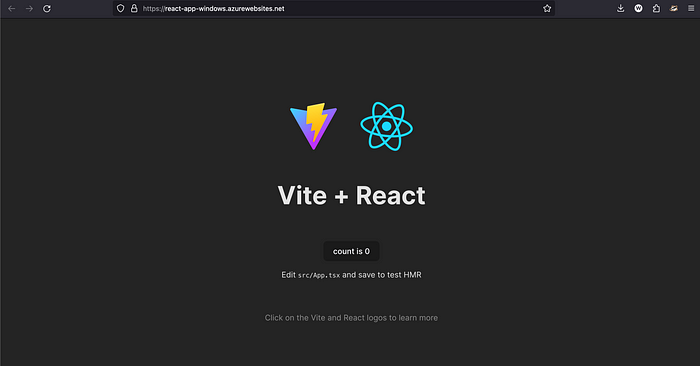 https://react-app-windows.azurewebsites.net
W
Vite + React
count is 0
Edit src/App.tsx and save to test HMR
Click on the Vite and React logos to learn more